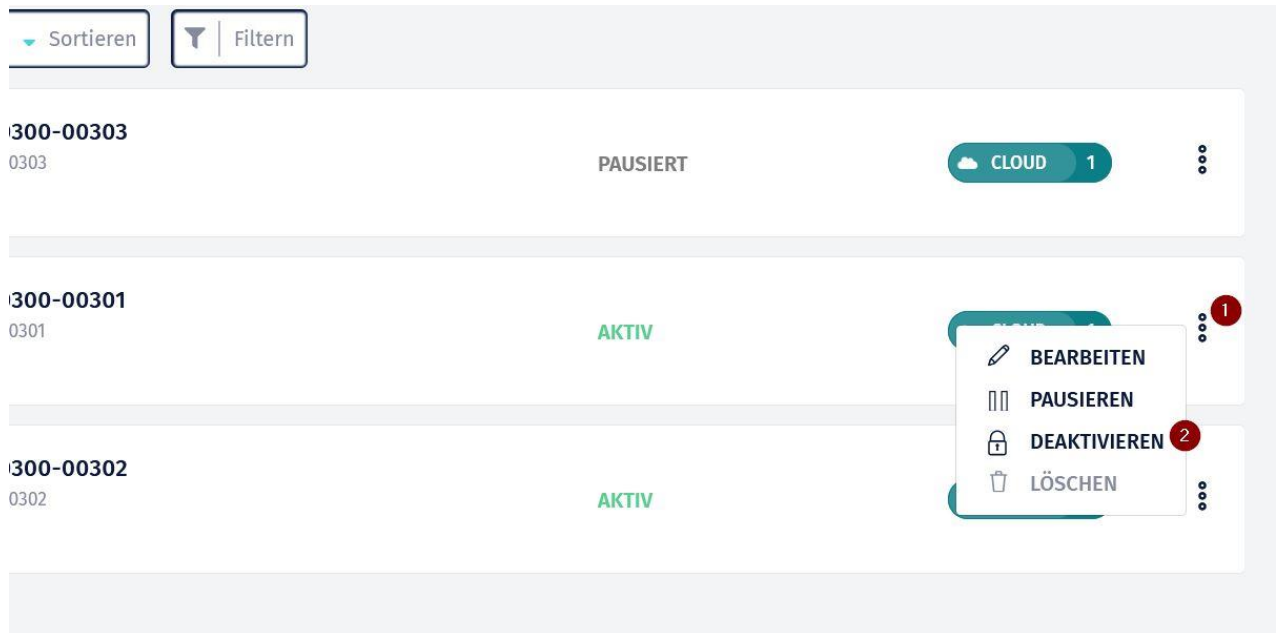 Sortieren Filtern
300-00303
0303
PAUSIERT
CLOUD 1
300-00301
0301
AKTIV
1
BEARBEITEN
PAUSIEREN
DEAKTIVIEREN 2
LÖSCHEN
300-00302
0302
AKTIV